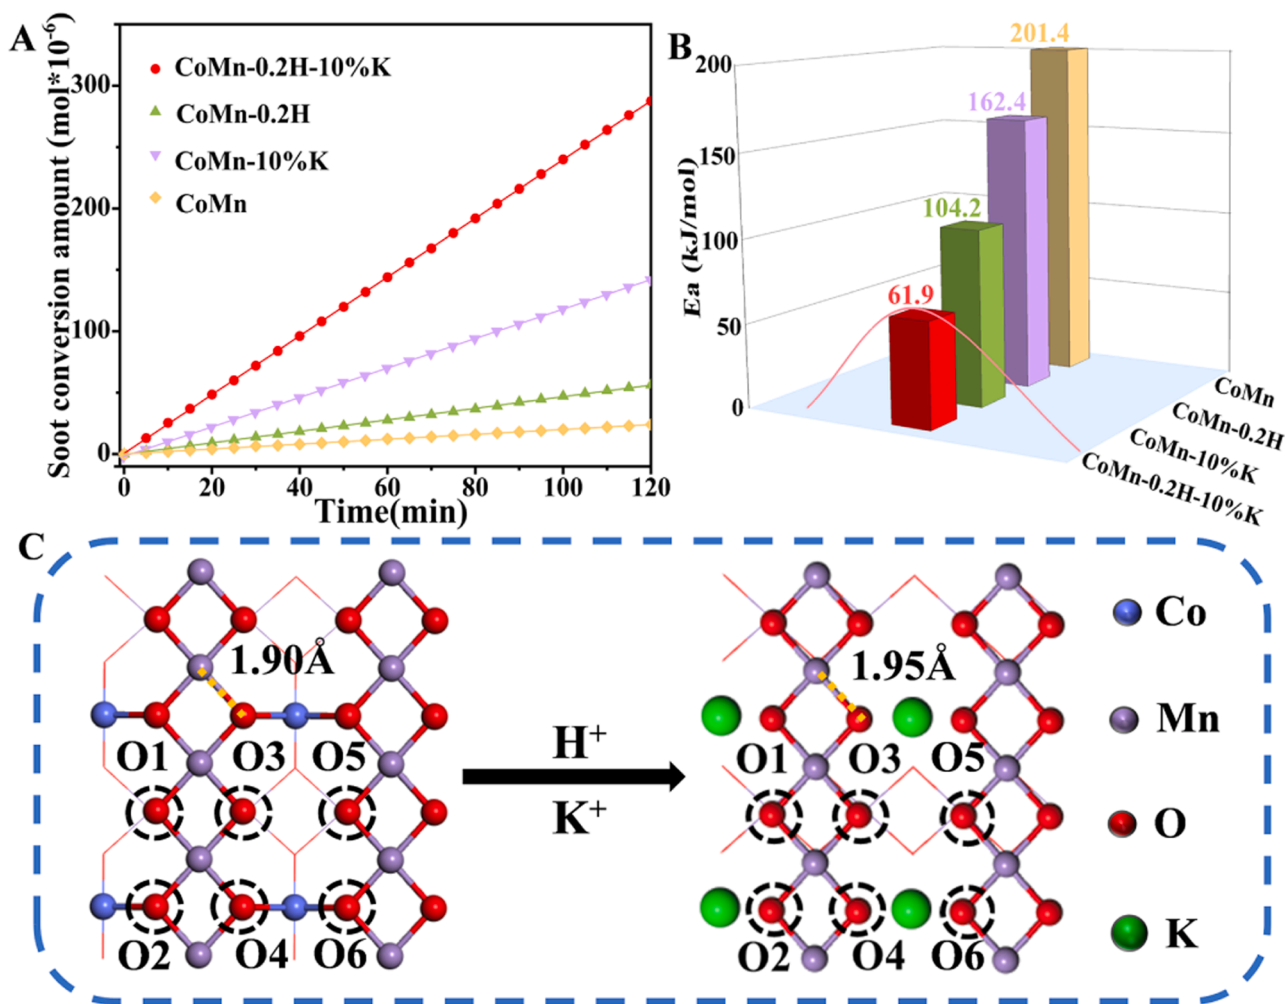 A
Soot conversion amount (mol*10⁻⁶)
300
200
100
0
CoMn-0.2H-10%K
CoMn-0.2H
CoMn-10%K
CoMn
0 20 40 60 80 100 120
Time(min)
B
Ea (kJ/mol)
200
150
100
50
0
201.4
162.4
104.2
61.9
CoMn
CoMn-0.2H
CoMn-10%K
CoMn-0.2H-10%K
C
1.90Å
O1 O3 O5
O2 O4 O6
H⁺
K⁺
1.95Å
O1 O3 O5
O2 O4 O6
Co
Mn
O
K